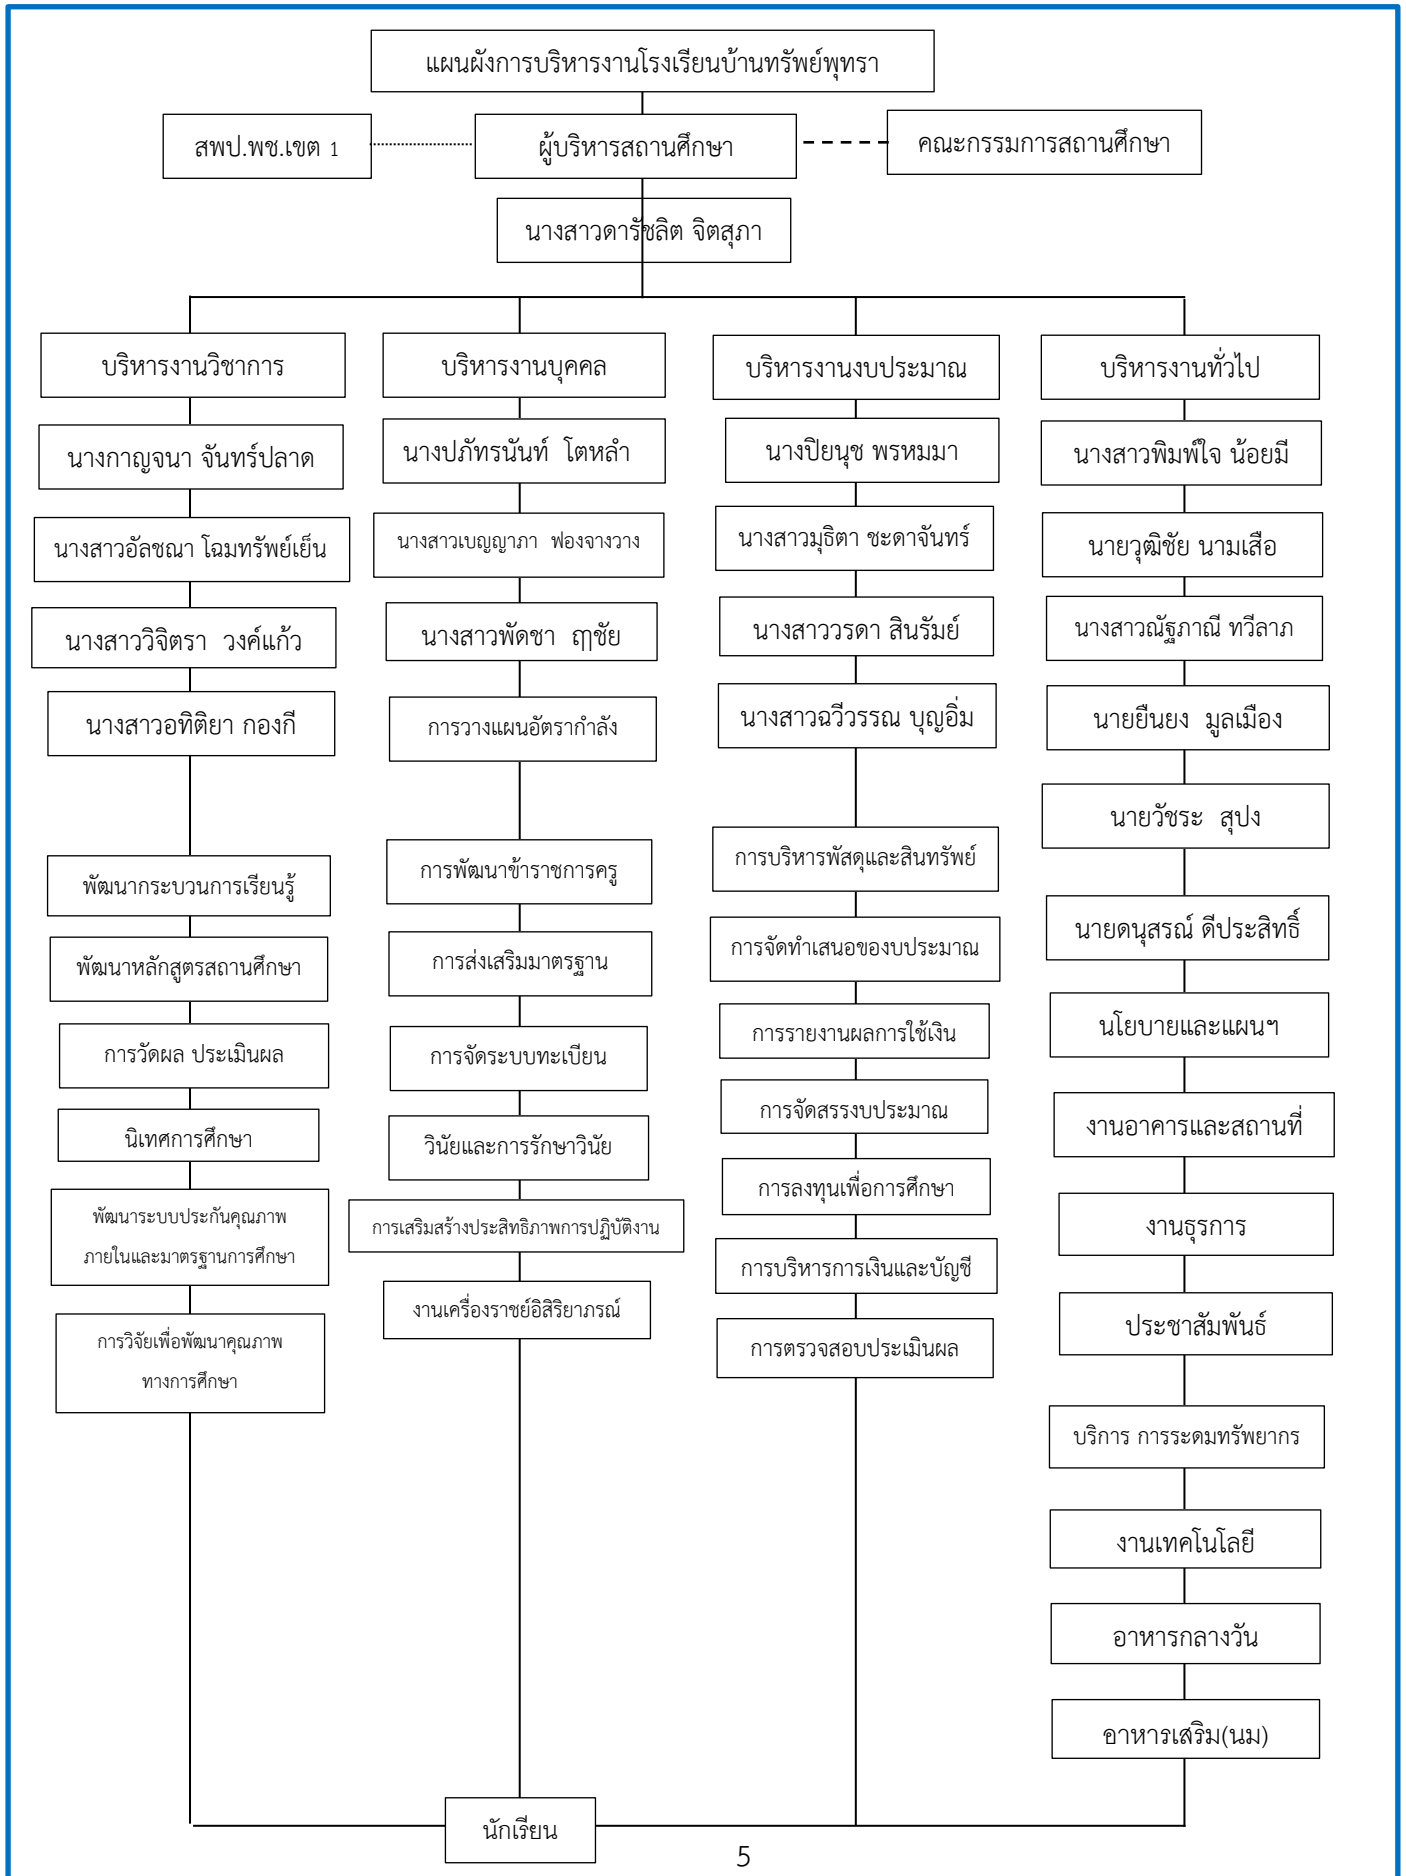 แผนผังการบริหารงานโรงเรียนบ้านทรัพย์พุทรา
สพป.พช.เขต 1
ผู้บริหารสถานศึกษา
คณะกรรมการสถานศึกษา
นางสาวดารัชลิต จิตสุภา
บริหารงานวิชาการ
นางกาญจนา จันทร์ปลาด
นางสาวอัลชณา โฉมทรัพย์เย็น
นางสาววิจิตรา วงค์แก้ว
นางสาวอทิติยา กองกี
พัฒนากระบวนการเรียนรู้
พัฒนาหลักสูตรสถานศึกษา
การวัดผล ประเมินผล
นิเทศการศึกษา
พัฒนาระบบประกันคุณภาพ
ภายในและมาตรฐานการศึกษา
การวิจัยเพื่อพัฒนาคุณภาพ
ทางการศึกษา
บริหารงานบุคคล
นางปภัทรนันท์ โตหลำ
นางสาวเบญญาภา ฟองจางวาง
นางสาวพัดชา ฤาชัย
การวางแผนอัตรากำลัง
การพัฒนาข้าราชการครู
การส่งเสริมมาตรฐาน
การจัดระบบทะเบียน
วินัยและการรักษาวินัย
การเสริมสร้างประสิทธิภาพการปฏิบัติงาน
งานเครื่องราชย์อิสิริยาภรณ์
บริหารงานงบประมาณ
นางปิยนุช พรหมมา
นางสาวมุธิตา ชะดาจันทร์
นางสาววรดา สินรัมย์
นางสาวฉวีวรรณ บุญอิ่ม
การบริหารพัสดุและสินทรัพย์
การจัดทำเสนอของบประมาณ
การรายงานผลการใช้เงิน
การจัดสรรงบประมาณ
การลงทุนเพื่อการศึกษา
การบริหารการเงินและบัญชี
การตรวจสอบประเมินผล
บริหารงานทั่วไป
นางสาวพิมพ์ใจ น้อยมี
นายวุฒิชัย นามเสือ
นางสาวณัฐภาณี ทวีลาภ
นายยืนยง มูลเมือง
นายวัชระ สุปง
นายดนุสรณ์ ดีประสิทธิ์
นโยบายและแผนฯ
งานอาคารและสถานที่
งานธุรการ
ประชาสัมพันธ์
บริการ การระดมทรัพยากร
งานเทคโนโลยี
อาหารกลางวัน
อาหารเสริม(นม)
นักเรียน
5